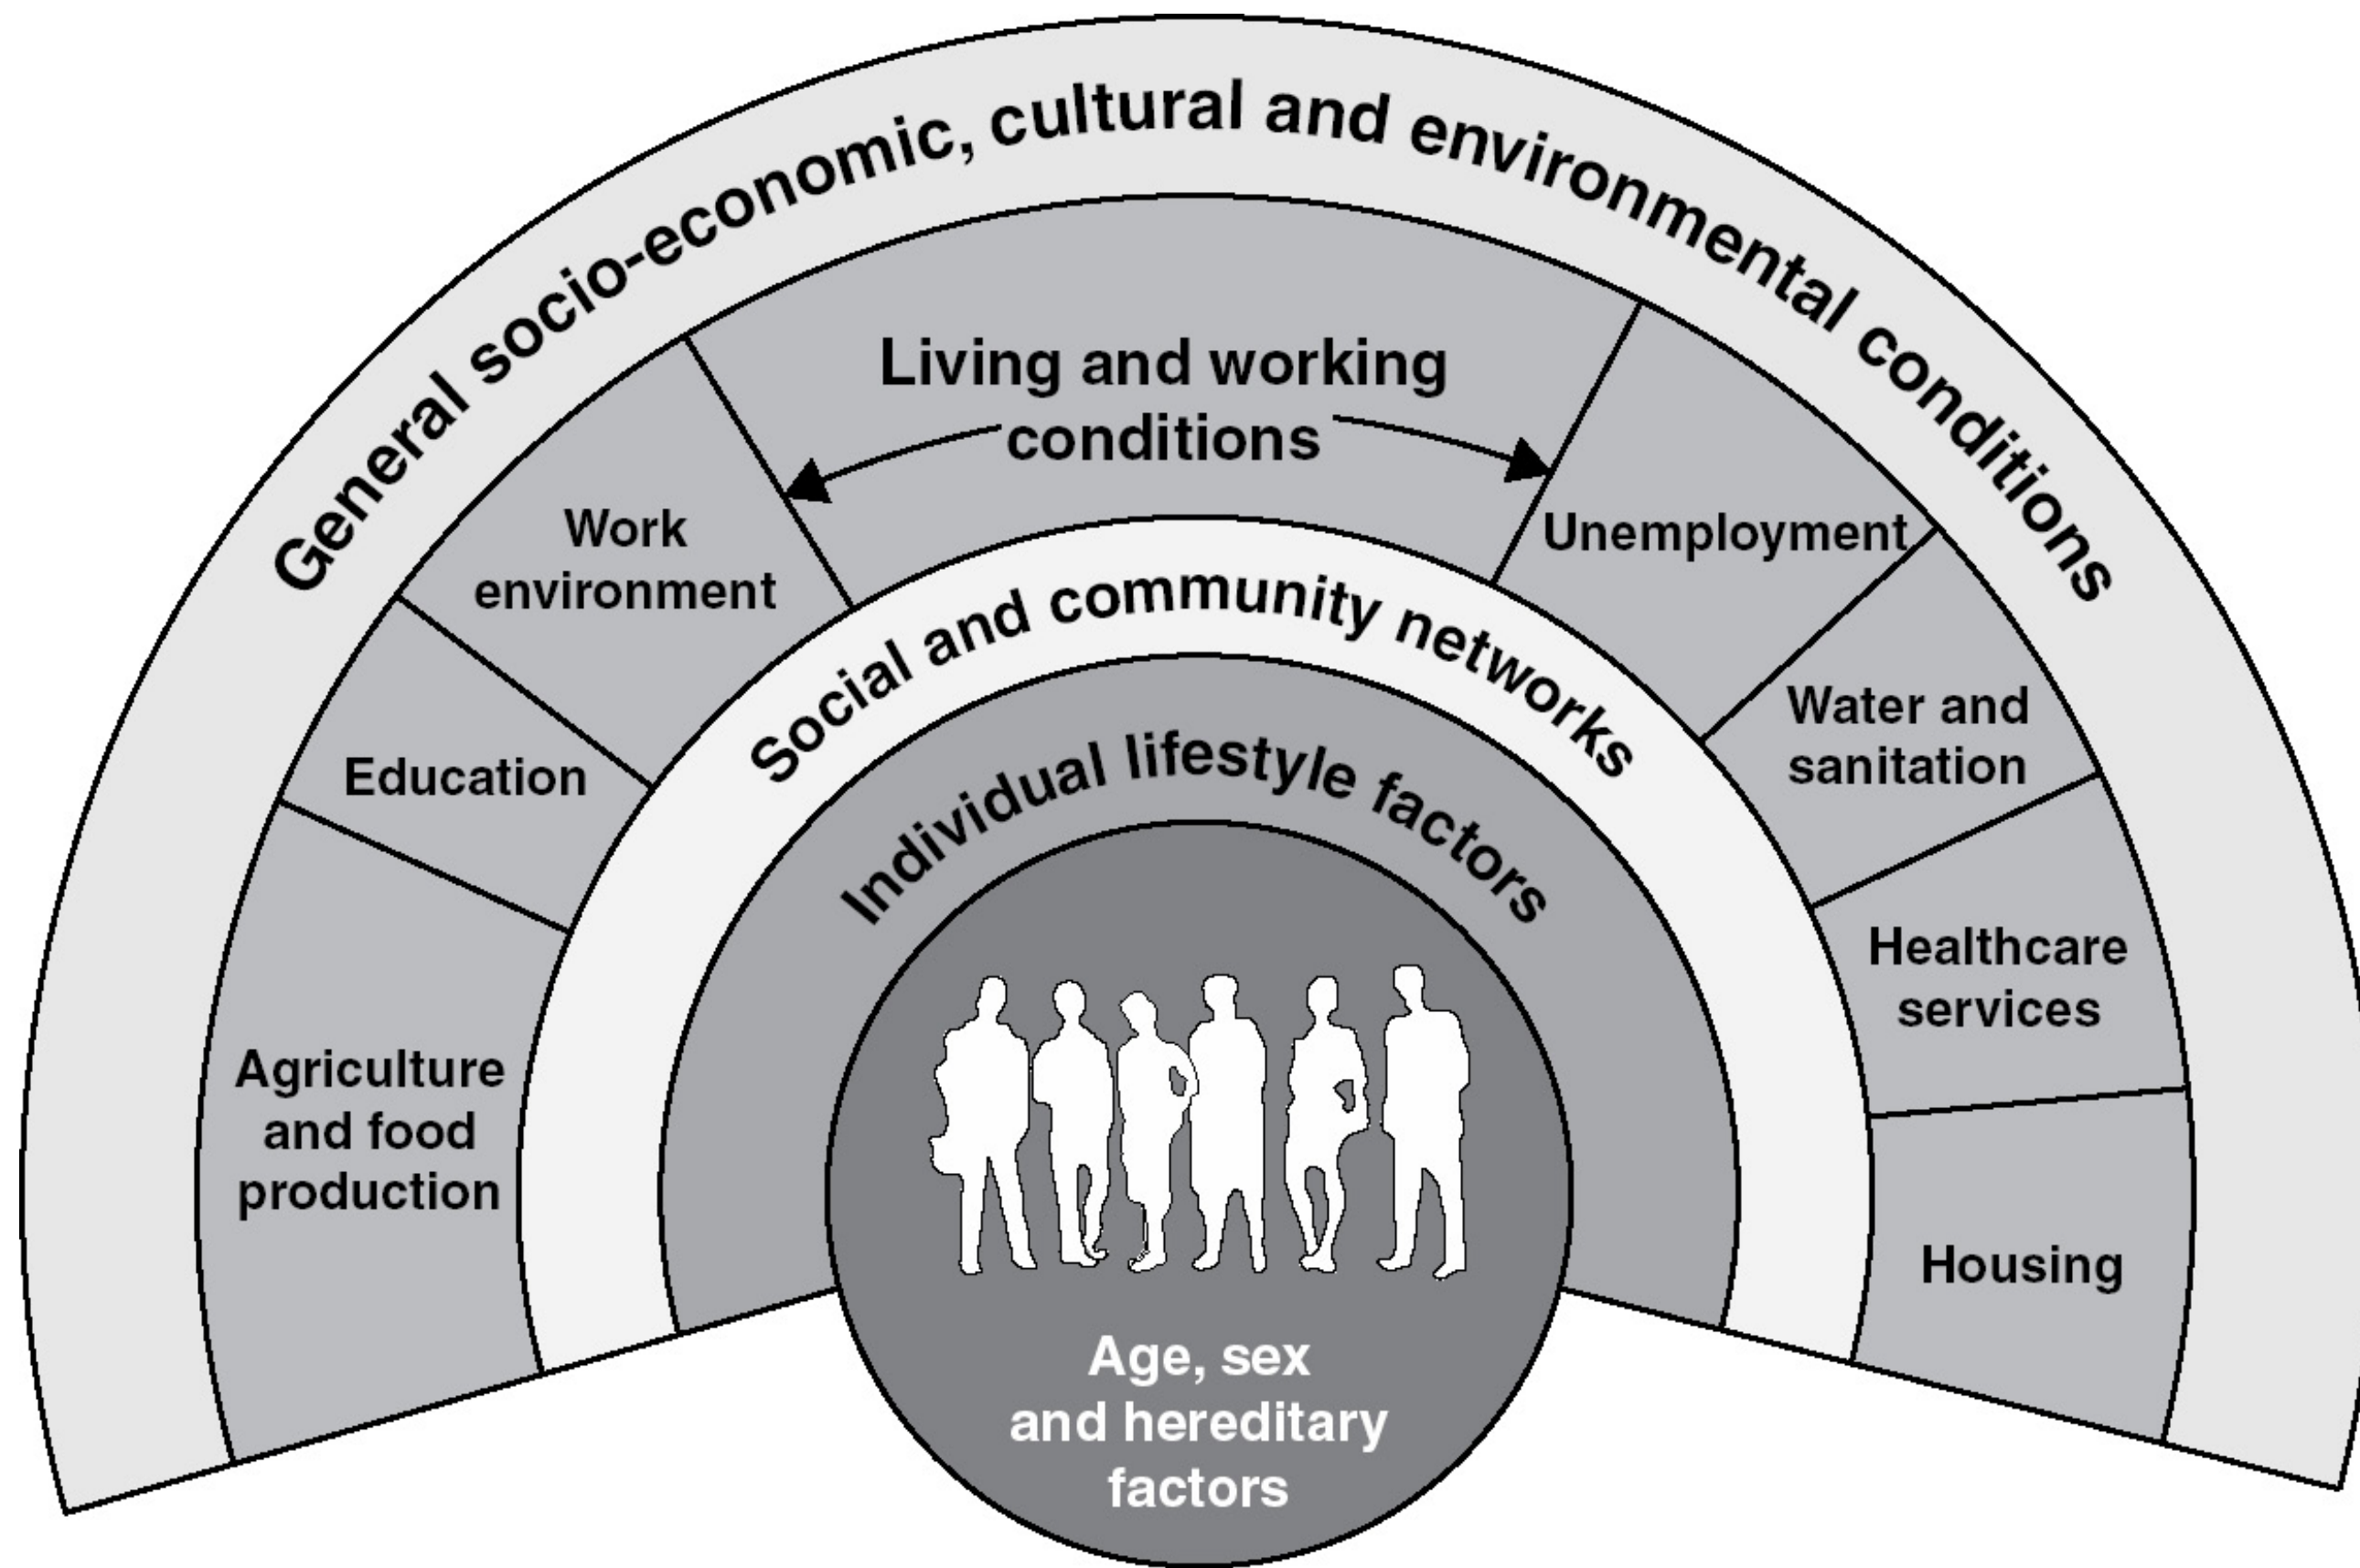 General socio-economic, cultural and environmental conditions
Living and working
conditions
Work
environment
Unemployment
Education
Water and
sanitation
Agriculture
and food
production
Healthcare
services
Housing
Social and community networks
Individual lifestyle factors
Age, sex
and hereditary
factors